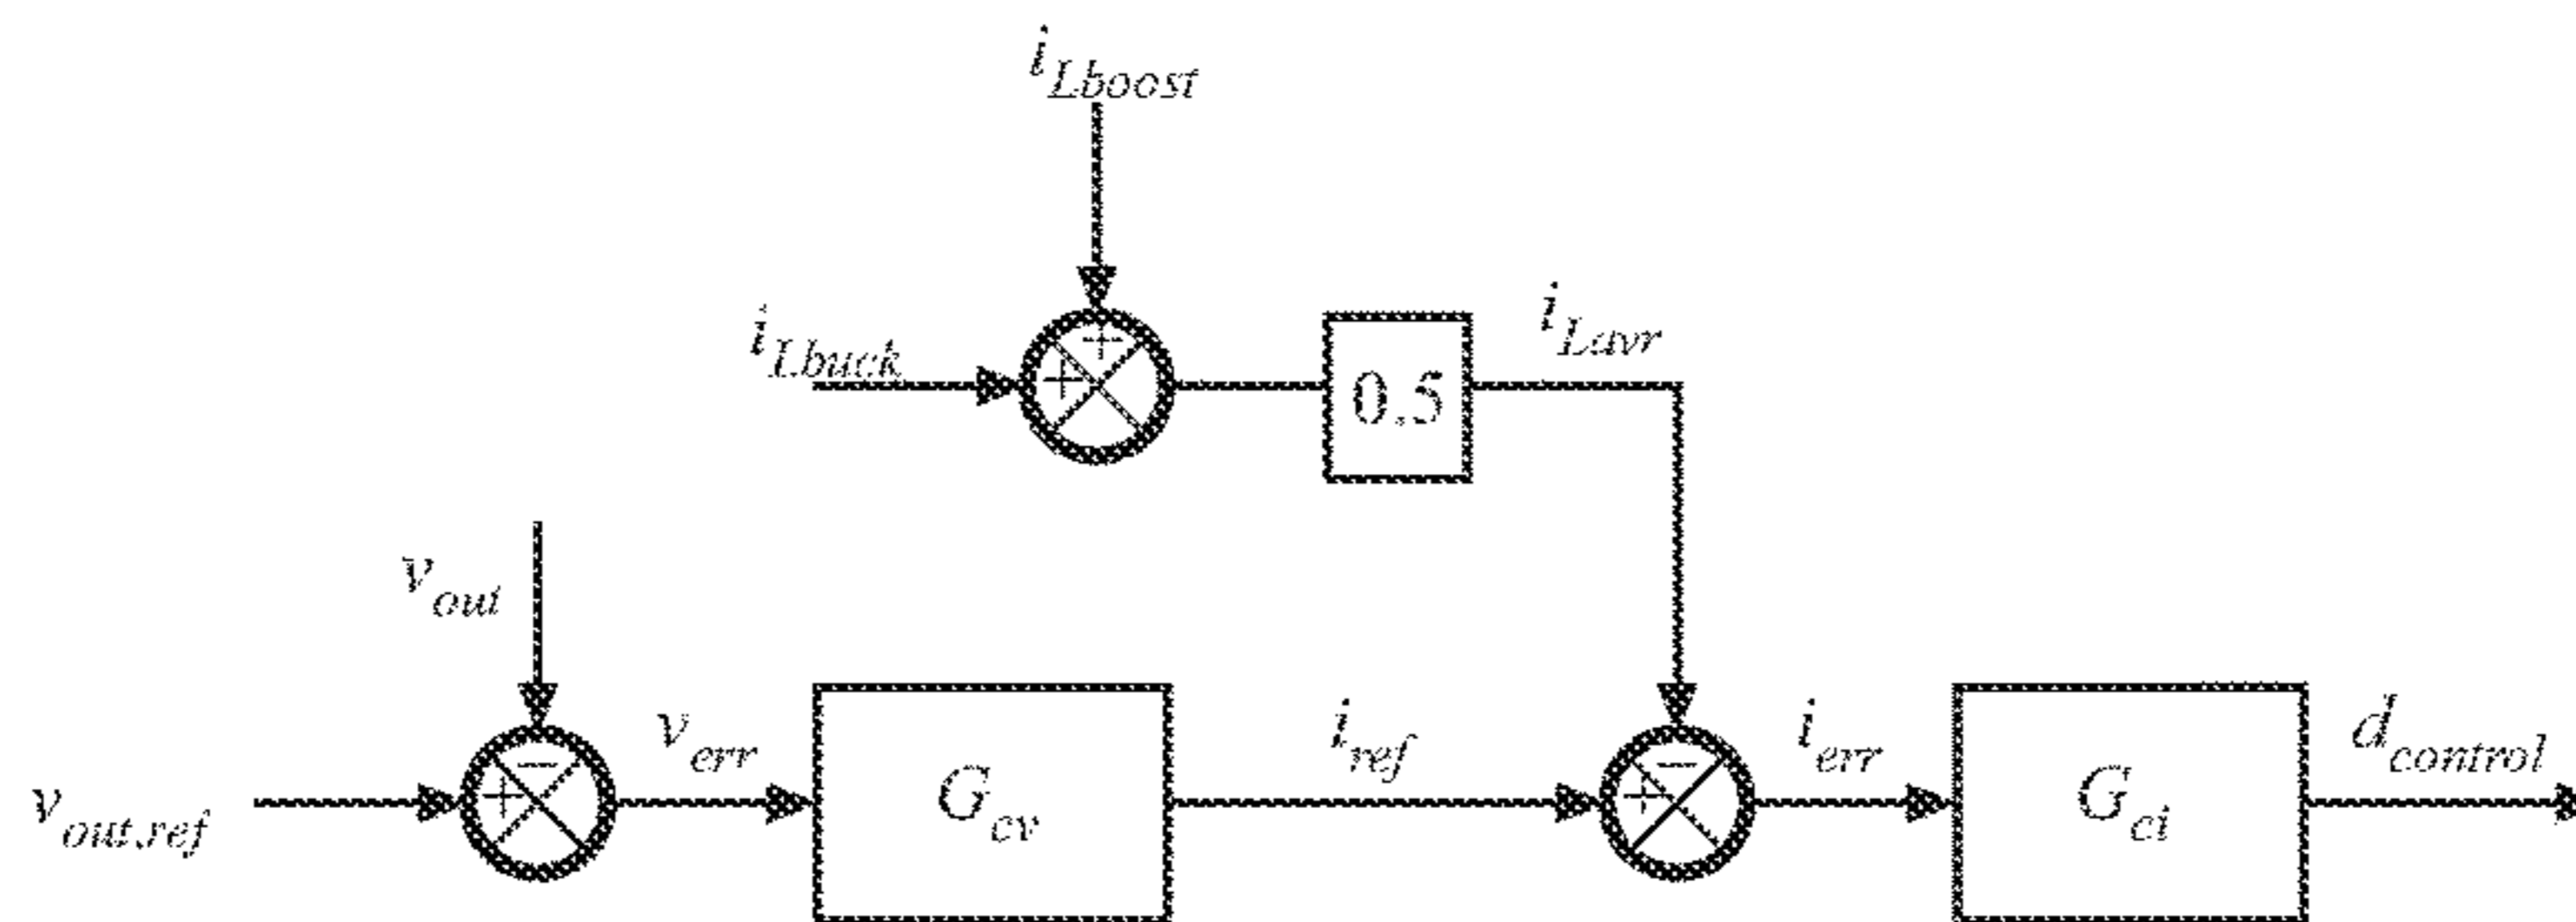 i_Lboost
i_Lbuck
+
+
0.5
i_Lavr
v_out
v_out.ref
+
−
v_err
G_cv
i_ref
+
−
i_err
G_ci
d_control